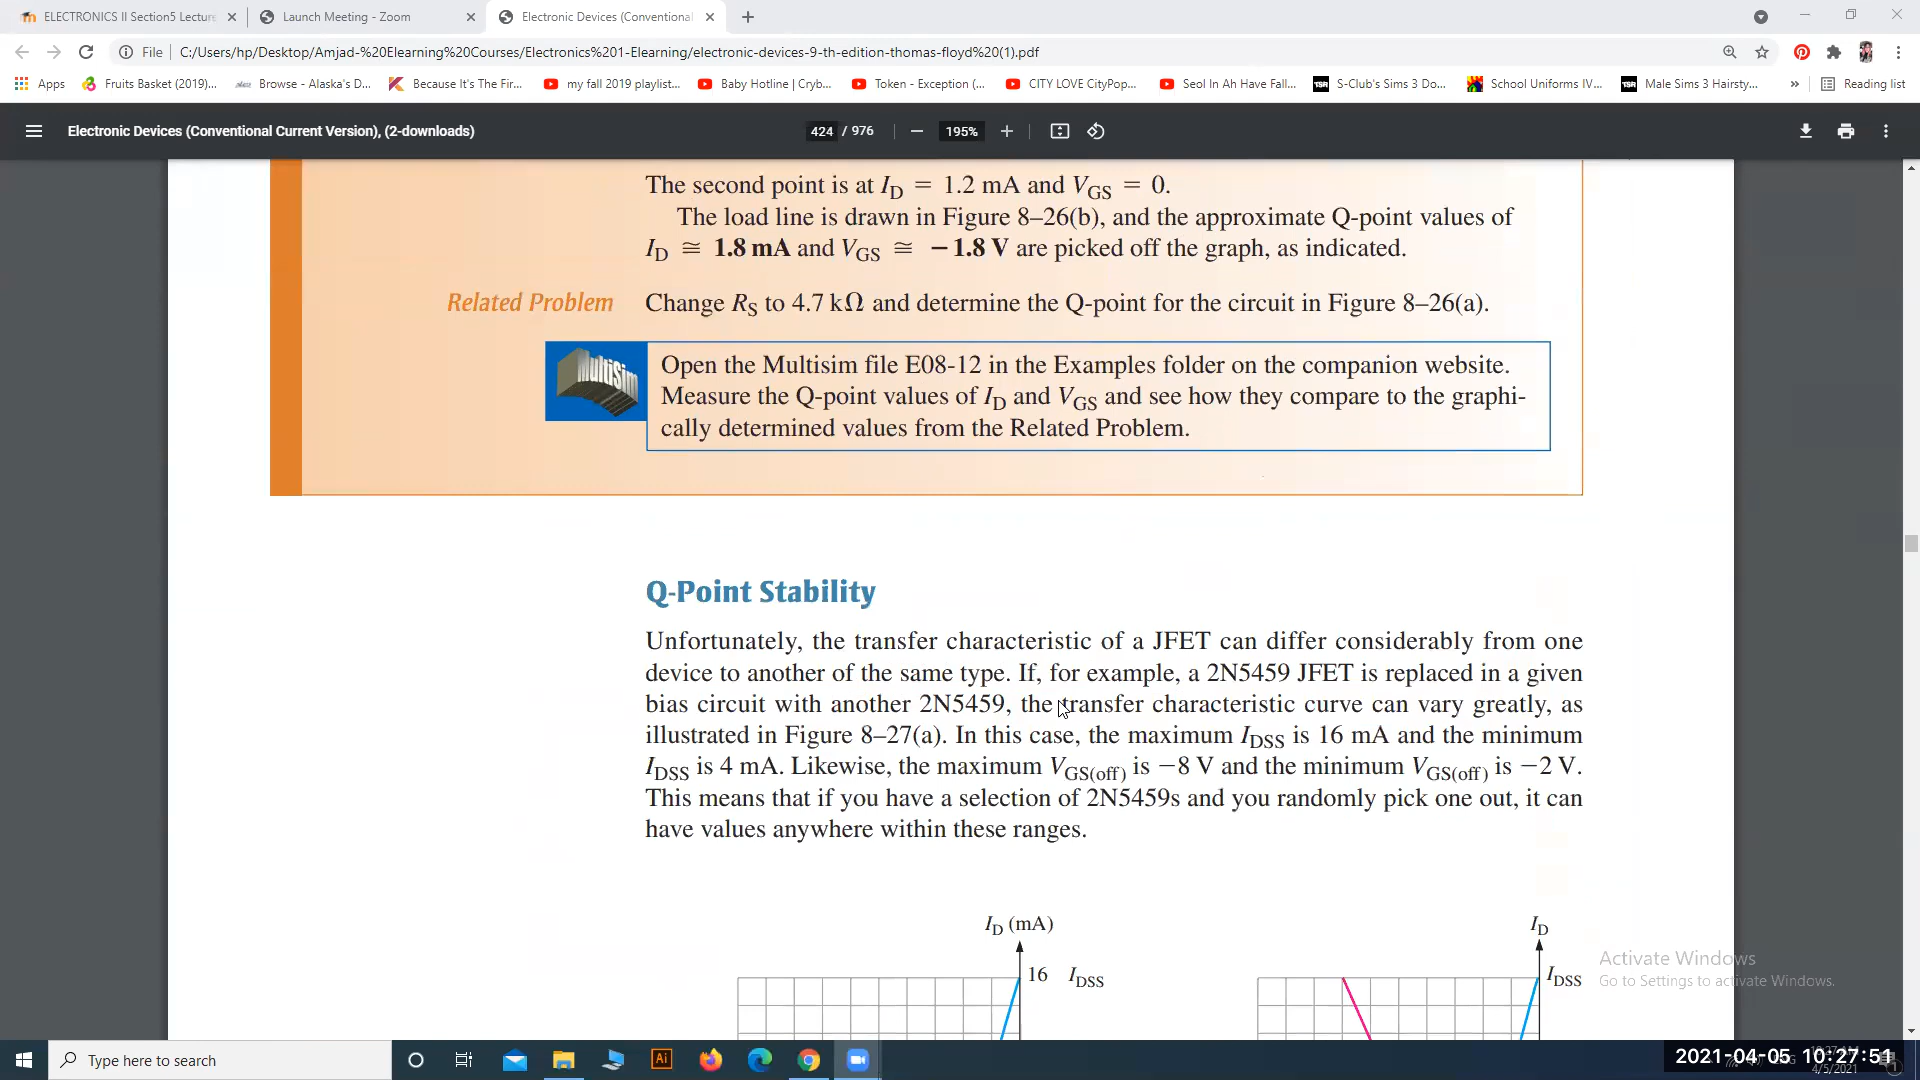 ELECTRONICS II Section5 Lecture
Launch Meeting - Zoom
Electronic Devices (Conventional
File
C:/Users/hp/Desktop/Amjad-%20Elearning%20Courses/Electronics%201-Elearning/electronic-devices-9-th-edition-thomas-floyd%20(1).pdf
Apps
Fruits Basket (2019)...
Browse - Alaska's D...
Because It's The Fir...
my fall 2019 playlist...
Baby Hotline | Cryb...
Token - Exception (...
CITY LOVE CityPop...
Seol In Ah Have Fall...
S-Club's Sims 3 Do...
School Uniforms IV...
Male Sims 3 Hairsty...
»
Reading list
Electronic Devices (Conventional Current Version), (2-downloads)
424 / 976
195%
The second point is at ID = 1.2 mA and VGS = 0.
The load line is drawn in Figure 8–26(b), and the approximate Q-point values of
ID ≅ 1.8 mA and VGS ≅ −1.8 V are picked off the graph, as indicated.
Related Problem
Change RS to 4.7 kΩ and determine the Q-point for the circuit in Figure 8–26(a).
MultiSim
Open the Multisim file E08-12 in the Examples folder on the companion website.
Measure the Q-point values of ID and VGS and see how they compare to the graphi-
cally determined values from the Related Problem.
Q-Point Stability
Unfortunately, the transfer characteristic of a JFET can differ considerably from one
device to another of the same type. If, for example, a 2N5459 JFET is replaced in a given
bias circuit with another 2N5459, the transfer characteristic curve can vary greatly, as
illustrated in Figure 8–27(a). In this case, the maximum IDSS is 16 mA and the minimum
IDSS is 4 mA. Likewise, the maximum VGS(off) is −8 V and the minimum VGS(off) is −2 V.
This means that if you have a selection of 2N5459s and you randomly pick one out, it can
have values anywhere within these ranges.
ID (mA)
16 IDSS
ID
IDSS
Activate Windows
Go to Settings to activate Windows.
Type here to search
Ai
2021-04-05 10:27:51
4/5/2021